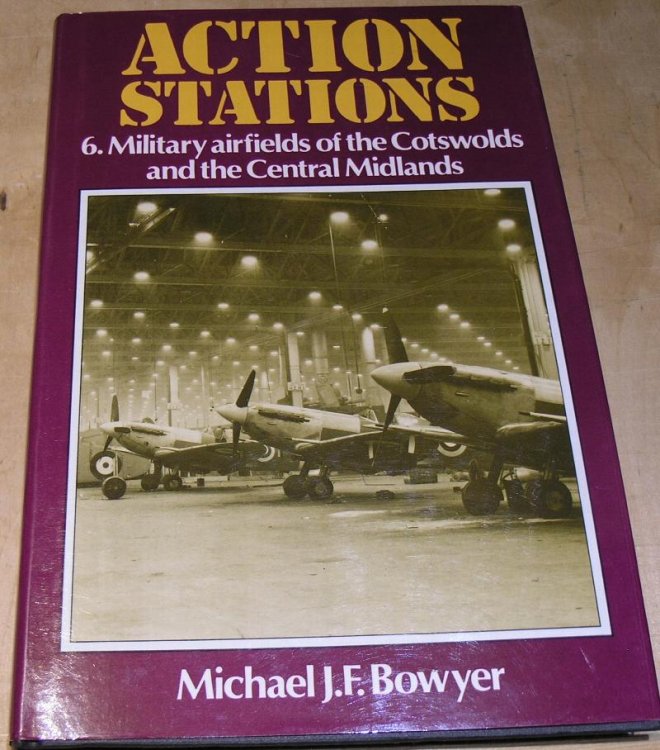 ACTION
STATIONS
6. Military airfields of the Cotswolds
and the Central Midlands
Michael J.F. Bowyer